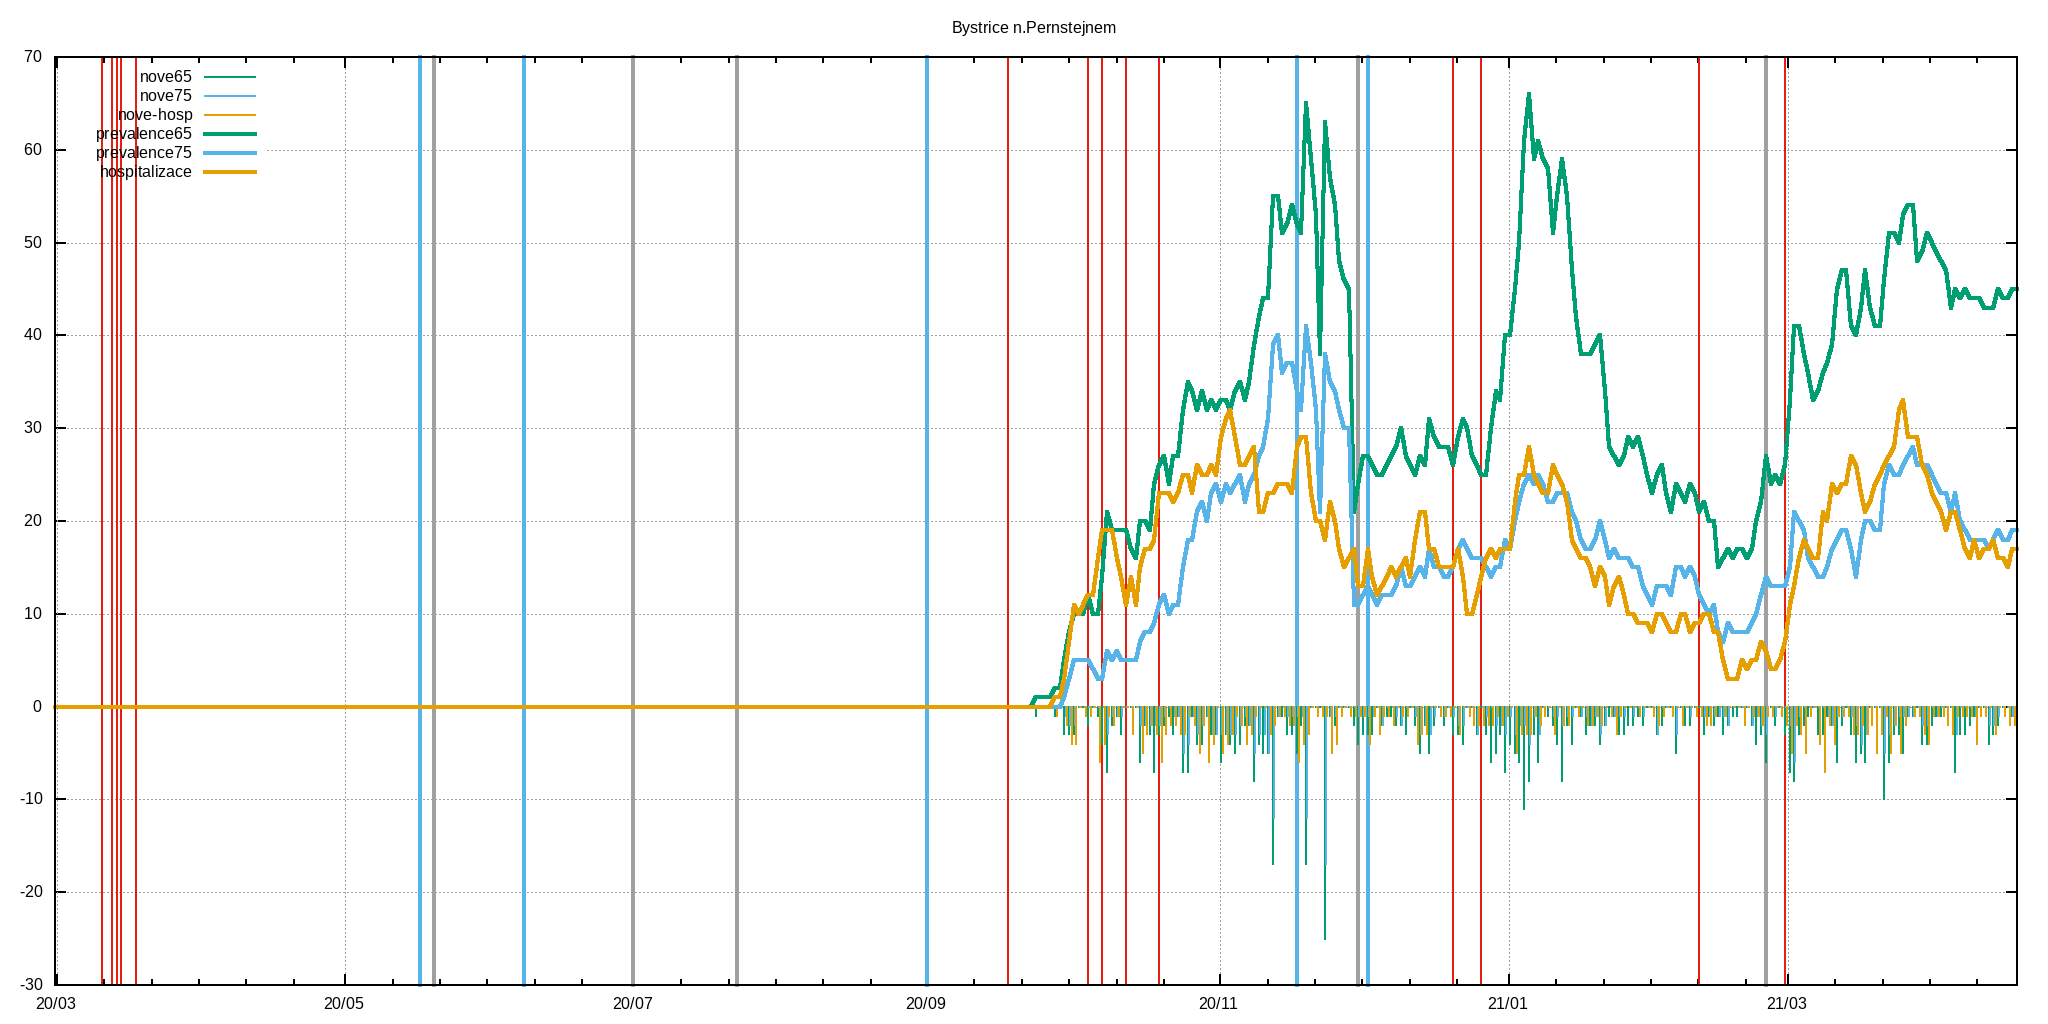 Bystrice n.Pernstejnem
70
60
50
40
30
20
10
0
-10
-20
-30
nove65
nove75
nove-hosp
prevalence65
prevalence75
hospitalizace
20/03 20/05 20/07 20/09 20/11 21/01 21/03